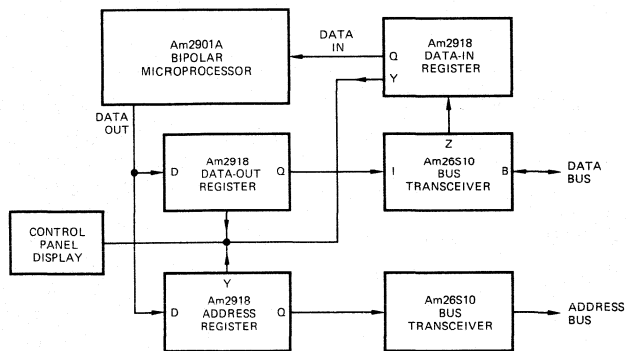 Am2901A
BIPOLAR
MICROPROCESSOR
DATA
IN
Q
Y
Am2918
DATA-IN
REGISTER
DATA
OUT
D
Am2918
DATA-OUT
REGISTER
Q
I
Z
Am26S10
BUS
TRANSCEIVER
B
DATA
BUS
CONTROL
PANEL
DISPLAY
Y
D
Am2918
ADDRESS
REGISTER
Q
Am26S10
BUS
TRANSCEIVER
ADDRESS
BUS